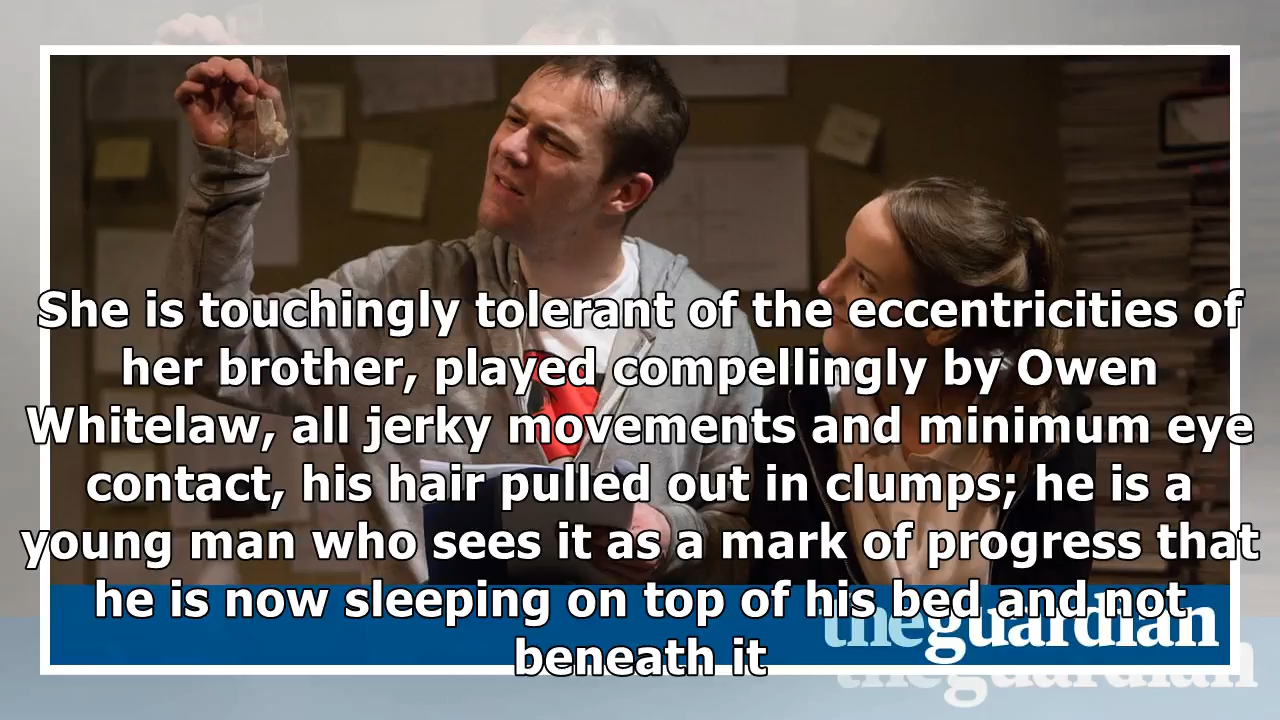 She is touchingly tolerant of the eccentricities of
her brother, played compellingly by Owen
Whitelaw, all jerky movements and minimum eye
contact, his hair pulled out in clumps; he is a
young man who sees it as a mark of progress that
he is now sleeping on top of his bed and not
beneath it
theguardian
theguardian